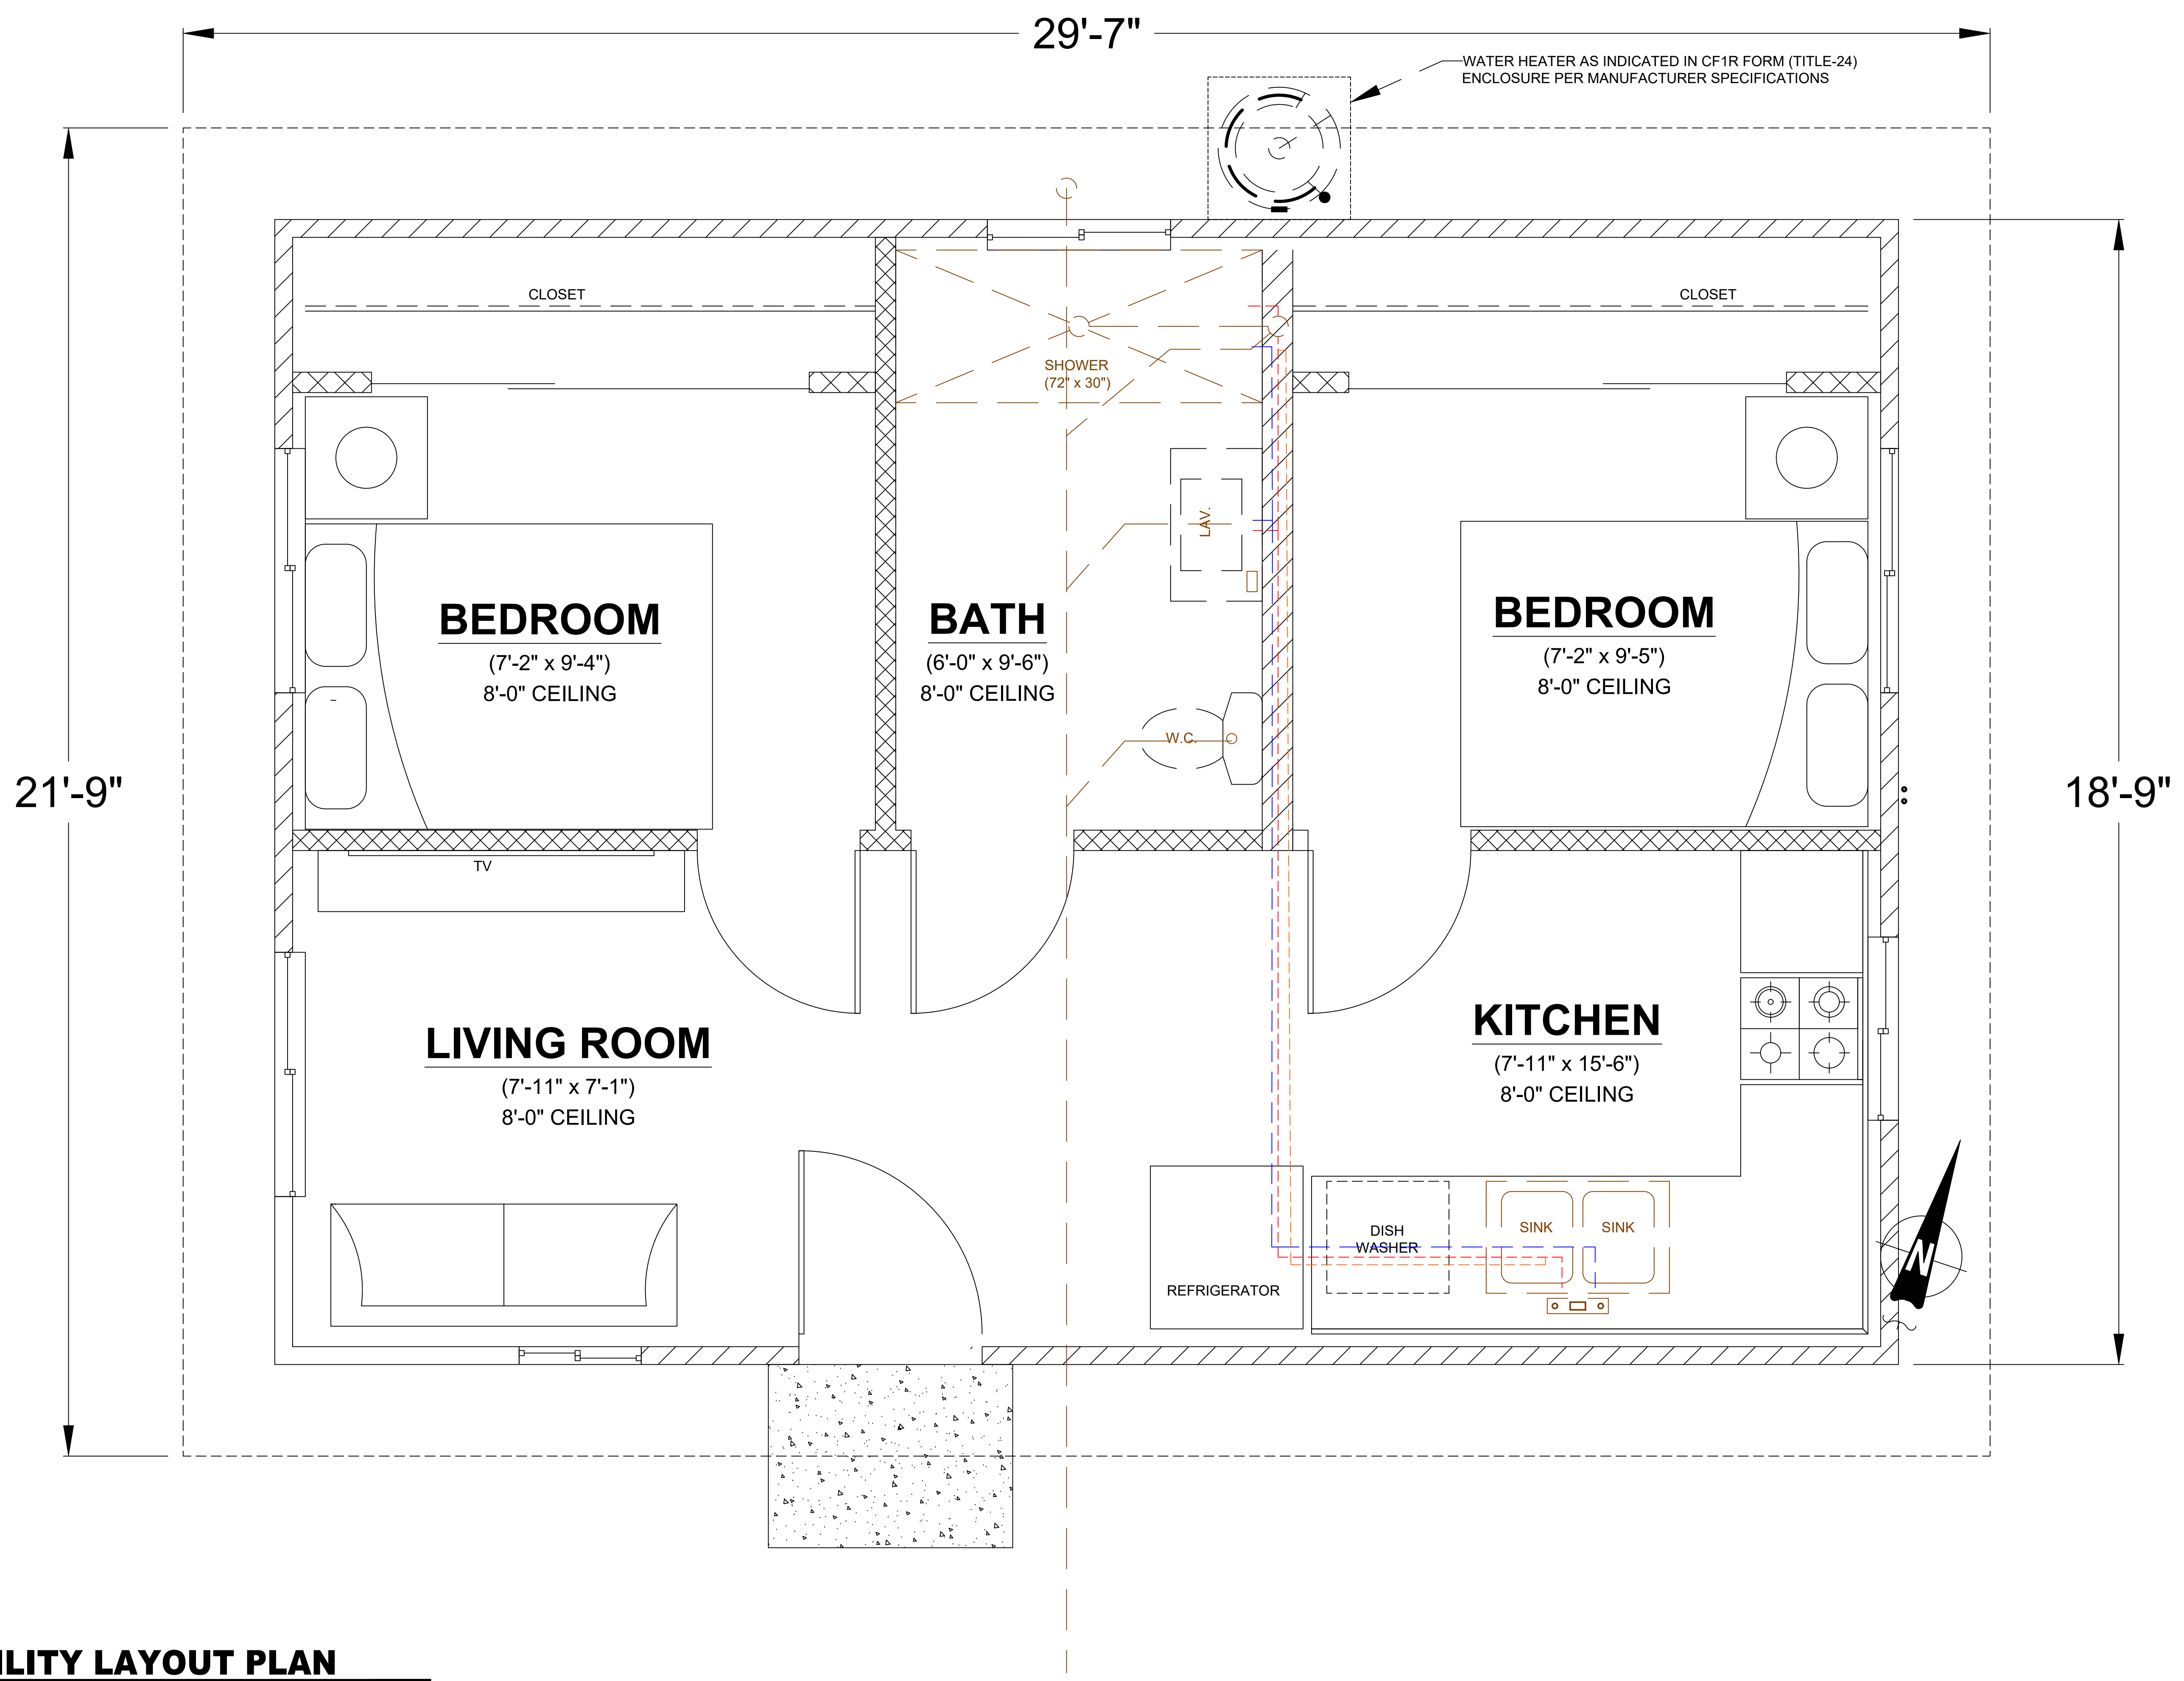 29'-7"
WATER HEATER AS INDICATED IN CF1R FORM (TITLE-24)
ENCLOSURE PER MANUFACTURER SPECIFICATIONS
CLOSET
CLOSET
SHOWER
(72" x 30")
LAV.
BEDROOM
(7'-2" x 9'-4")
8'-0" CEILING
BATH
(6'-0" x 9'-6")
8'-0" CEILING
BEDROOM
(7'-2" x 9'-5")
8'-0" CEILING
W.C.
21'-9"
18'-9"
TV
LIVING ROOM
(7'-11" x 7'-1")
8'-0" CEILING
KITCHEN
(7'-11" x 15'-6")
8'-0" CEILING
DISH
WASHER
SINK
SINK
REFRIGERATOR
N
ILITY LAYOUT PLAN